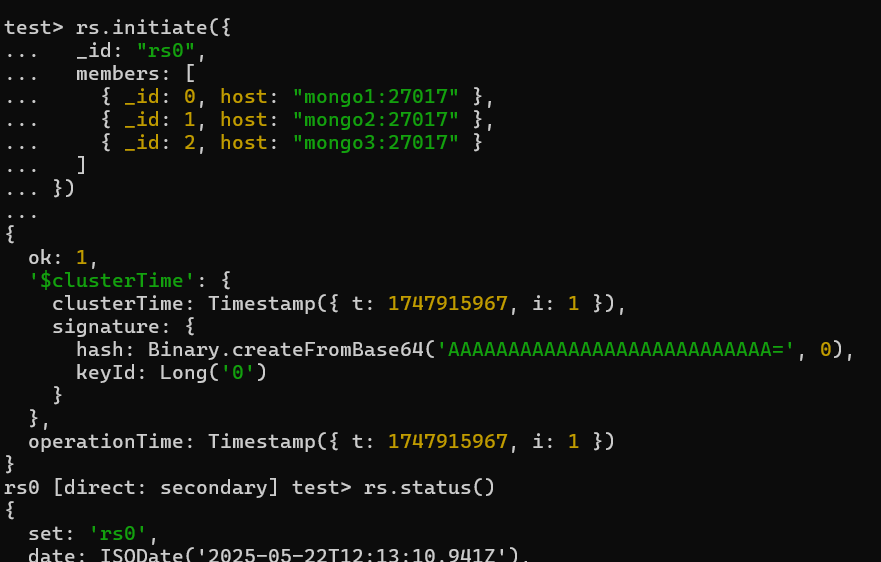 test> rs.initiate({
...   _id: "rs0",
...   members: [
...     { _id: 0, host: "mongo1:27017" },
...     { _id: 1, host: "mongo2:27017" },
...     { _id: 2, host: "mongo3:27017" }
...   ]
... })
...
{
  ok: 1,
  '$clusterTime': {
    clusterTime: Timestamp({ t: 1747915967, i: 1 }),
    signature: {
      hash: Binary.createFromBase64('AAAAAAAAAAAAAAAAAAAAAAAAAAA=', 0),
      keyId: Long('0')
    }
  },
  operationTime: Timestamp({ t: 1747915967, i: 1 })
}
rs0 [direct: secondary] test> rs.status()
{
  set: 'rs0',
  date: ISODate('2025-05-22T12:13:10.941Z'),